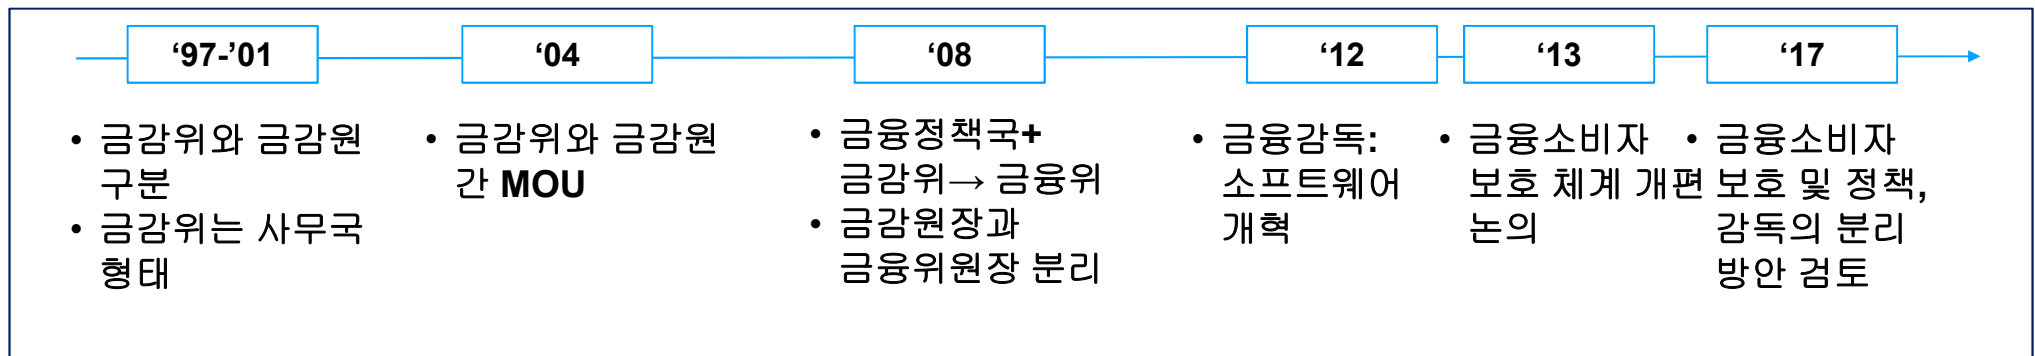 ‘97-’01
• 금감위와 금감원
구분
• 금감위는 사무국
형태
‘04
• 금감위와 금감원
간 MOU
‘08
• 금융정책국+
금감위→ 금융위
• 금감원장과
금융위원장 분리
‘12
• 금융감독:
소프트웨어
개혁
‘13
• 금융소비자
보호 체계 개편
논의
‘17
• 금융소비자
보호 및 정책,
감독의 분리
방안 검토